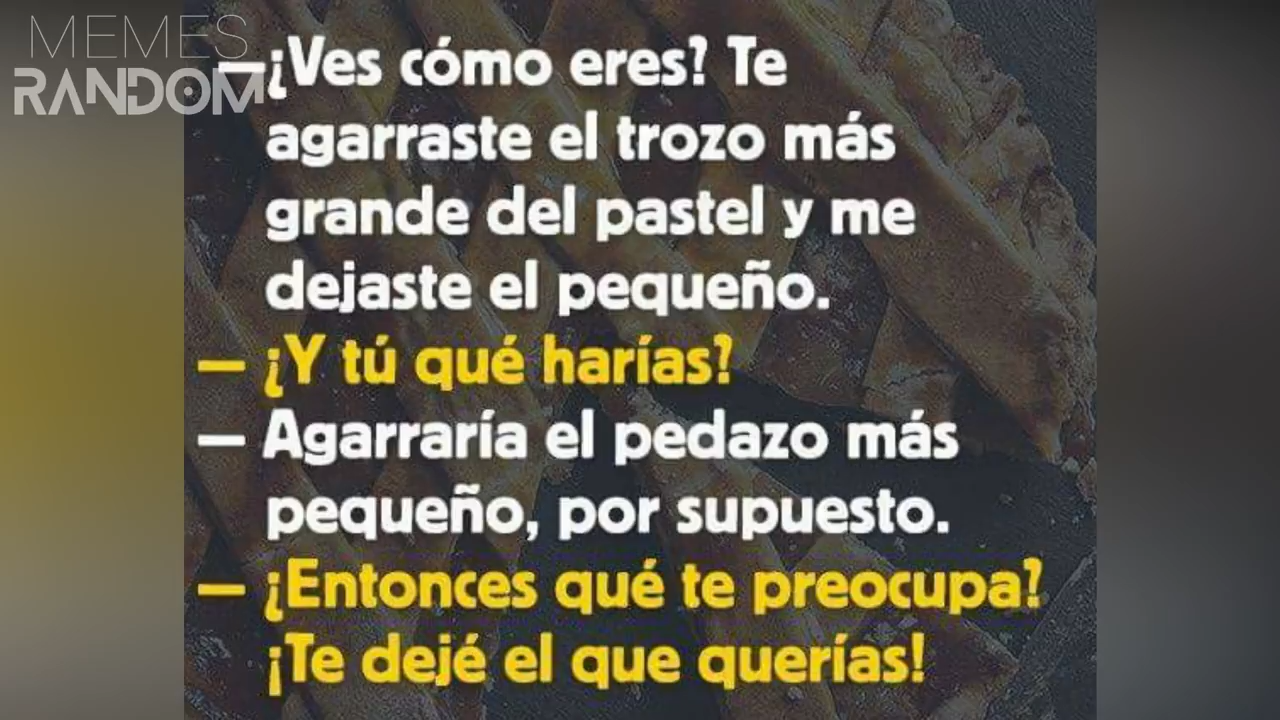 MEMES
RANDOM
—¿Ves cómo eres? Te
agarraste el trozo más
grande del pastel y me
dejaste el pequeño.
— ¿Y tú qué harías?
— Agarraría el pedazo más
pequeño, por supuesto.
— ¿Entonces qué te preocupa?
¡Te dejé el que querías!